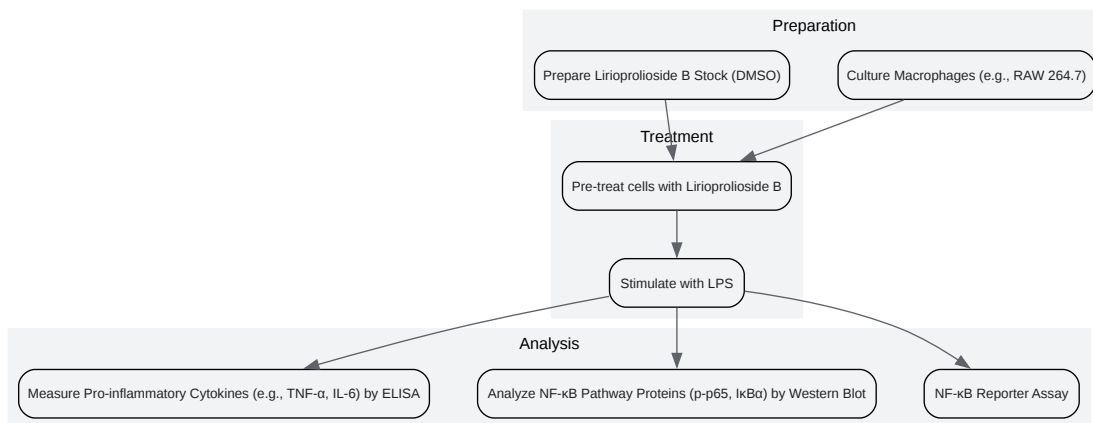 Preparation
Prepare Lirioprolioside B Stock (DMSO)
Culture Macrophages (e.g., RAW 264.7)
Treatment
Pre-treat cells with Lirioprolioside B
Stimulate with LPS
Analysis
Measure Pro-inflammatory Cytokines (e.g., TNF-α, IL-6) by ELISA
Analyze NF-κB Pathway Proteins (p-p65, IκBα) by Western Blot
NF-κB Reporter Assay